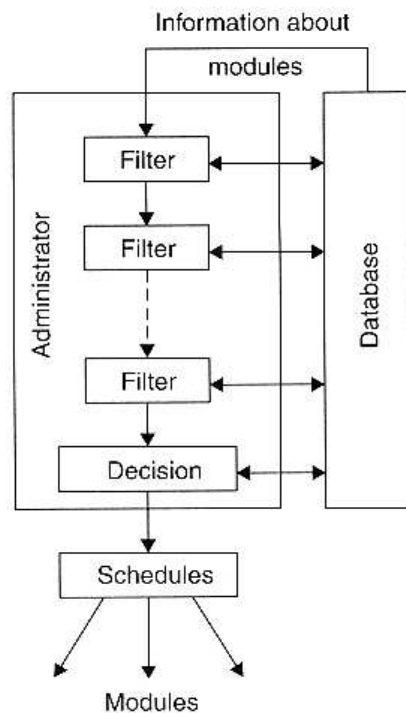 Information about
modules
Filter
Filter
Administrator
Database
Filter
Decision
Schedules
Modules